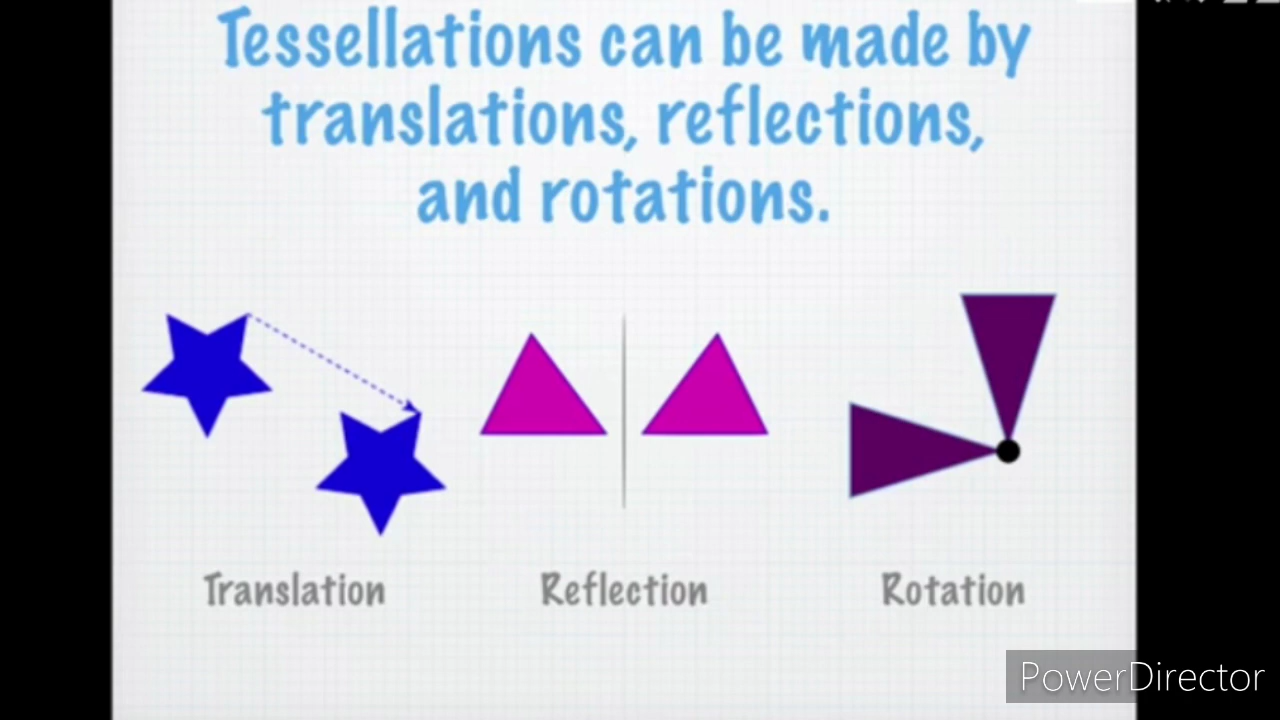 Tessellations can be made by
translations, reflections,
and rotations.
Translation
Reflection
Rotation
PowerDirector